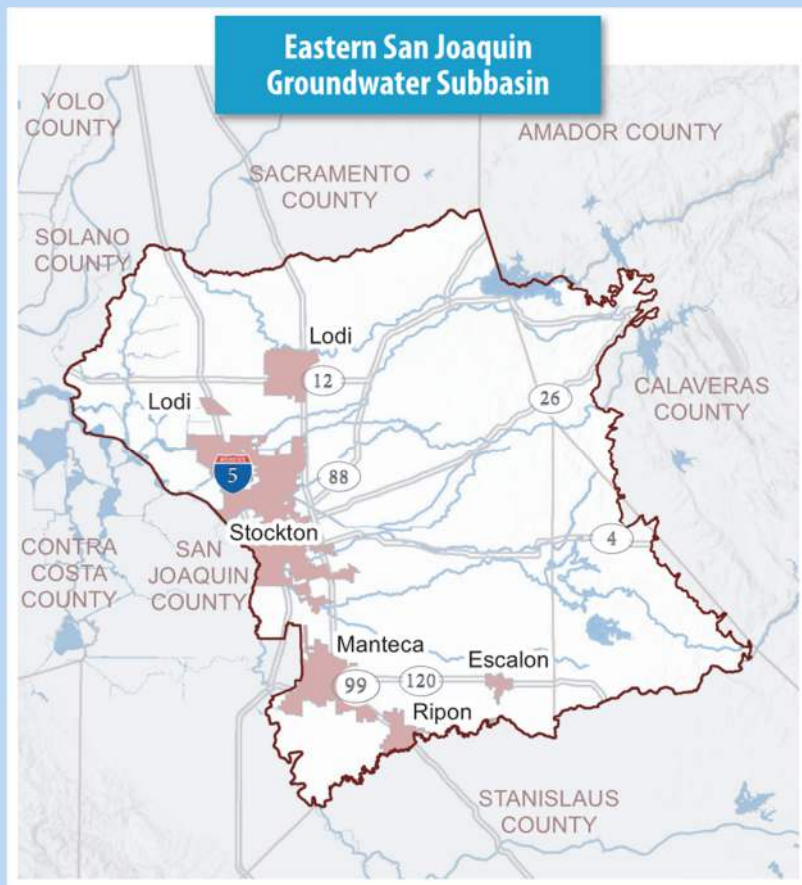 Eastern San Joaquin
Groundwater Subbasin
YOLO
COUNTY
AMADOR COUNTY
SACRAMENTO
COUNTY
SOLANO
COUNTY
Lodi
12
Lodi
26
CALAVERAS
COUNTY
5
88
Stockton
4
CONTRA
COSTA
COUNTY
SAN
JOAQUIN
COUNTY
Manteca
Escalon
99
120
Ripon
STANISLAUS
COUNTY